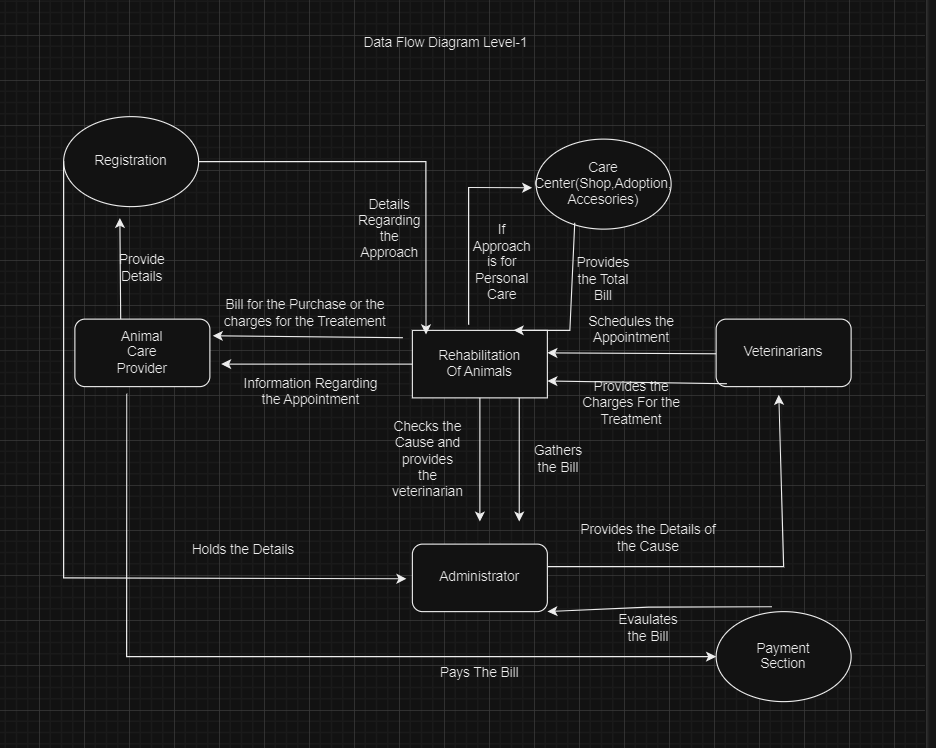 Data Flow Diagram Level-1
Registration
Care
Center(Shop,Adoption,
Accesories)
Details
Regarding
the
Approach
If
Approach
is for
Personal
Care
Provides
the Total
Bill
Provide
Details
Bill for the Purchase or the
charges for the Treatement
Schedules the
Appointment
Animal
Care
Provider
Rehabilitation
Of Animals
Veterinarians
Information Regarding
the Appointment
Provides the
Charges For the
Treatment
Checks the
Cause and
provides
the
veterinarian
Gathers
the Bill
Provides the Details of
the Cause
Holds the Details
Administrator
Evaulates
the Bill
Payment
Section
Pays The Bill